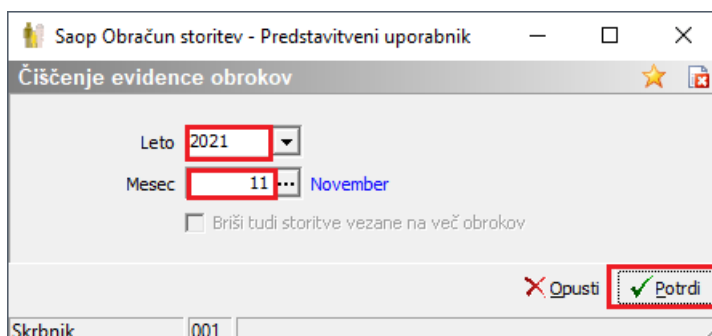 Saop Obračun storitev - Predstavitveni uporabnik
Čiščenje evidence obrokov
Leto 2021
Mesec 11 ... November
Briši tudi storitve vezane na več obrokov
Opusti Potrdi
Skrbnik 001